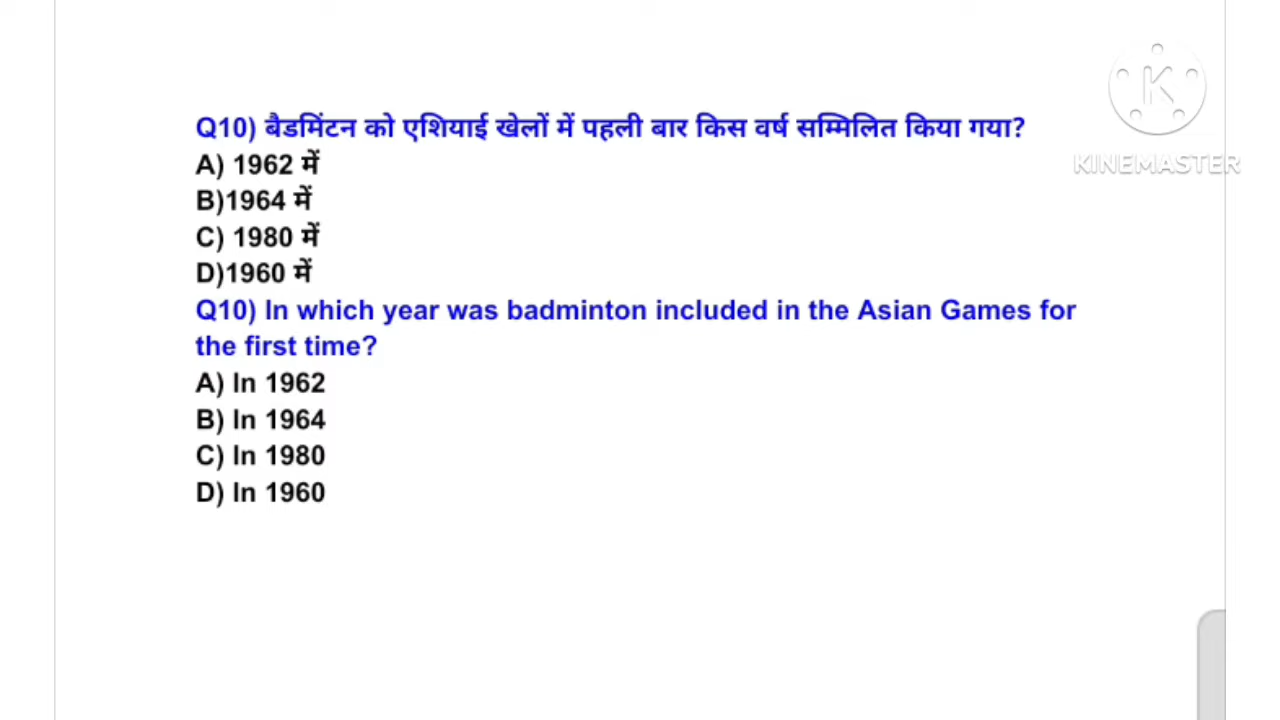 Q10) बैडमिंटन को एशियाई खेलों में पहली बार किस वर्ष सम्मिलित किया गया?
A) 1962 में
B)1964 में
C) 1980 में
D)1960 में
Q10) In which year was badminton included in the Asian Games for
the first time?
A) In 1962
B) In 1964
C) In 1980
D) In 1960
K
KINEMASTER